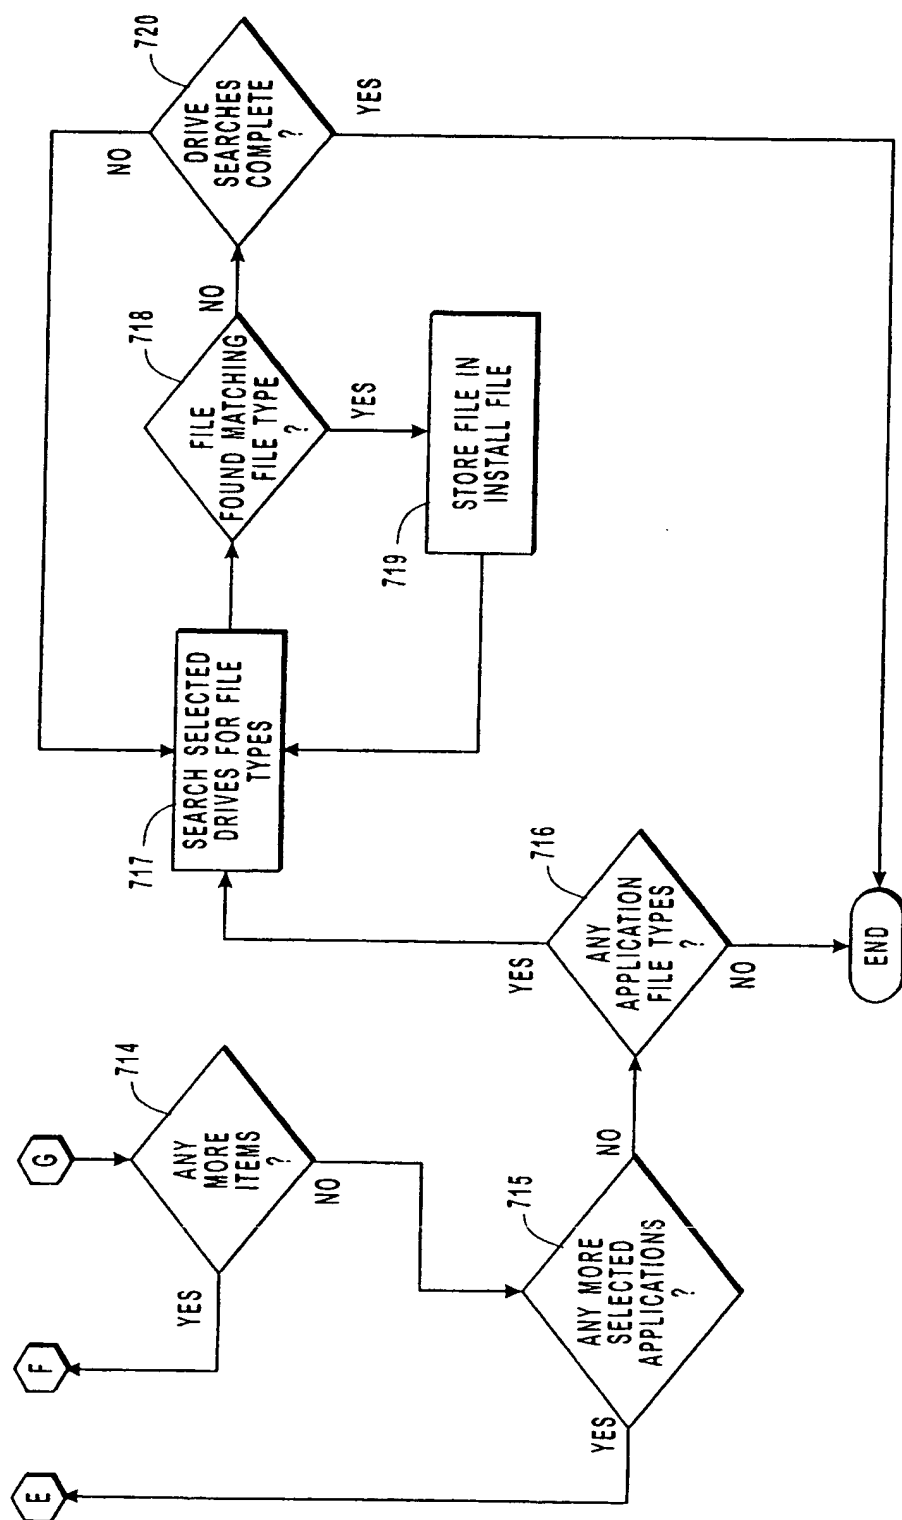 E
F
G
714
ANY
MORE
ITEMS
?
YES
NO
715
ANY MORE
SELECTED
APPLICATIONS
?
YES
NO
716
ANY
APPLICATION
FILE TYPES
?
YES
NO
END
717
SEARCH SELECTED
DRIVES FOR FILE
TYPES
718
FILE
FOUND MATCHING
FILE TYPE
?
NO
YES
719
STORE FILE IN
INSTALL FILE
720
DRIVE
SEARCHES
COMPLETE
?
NO
YES